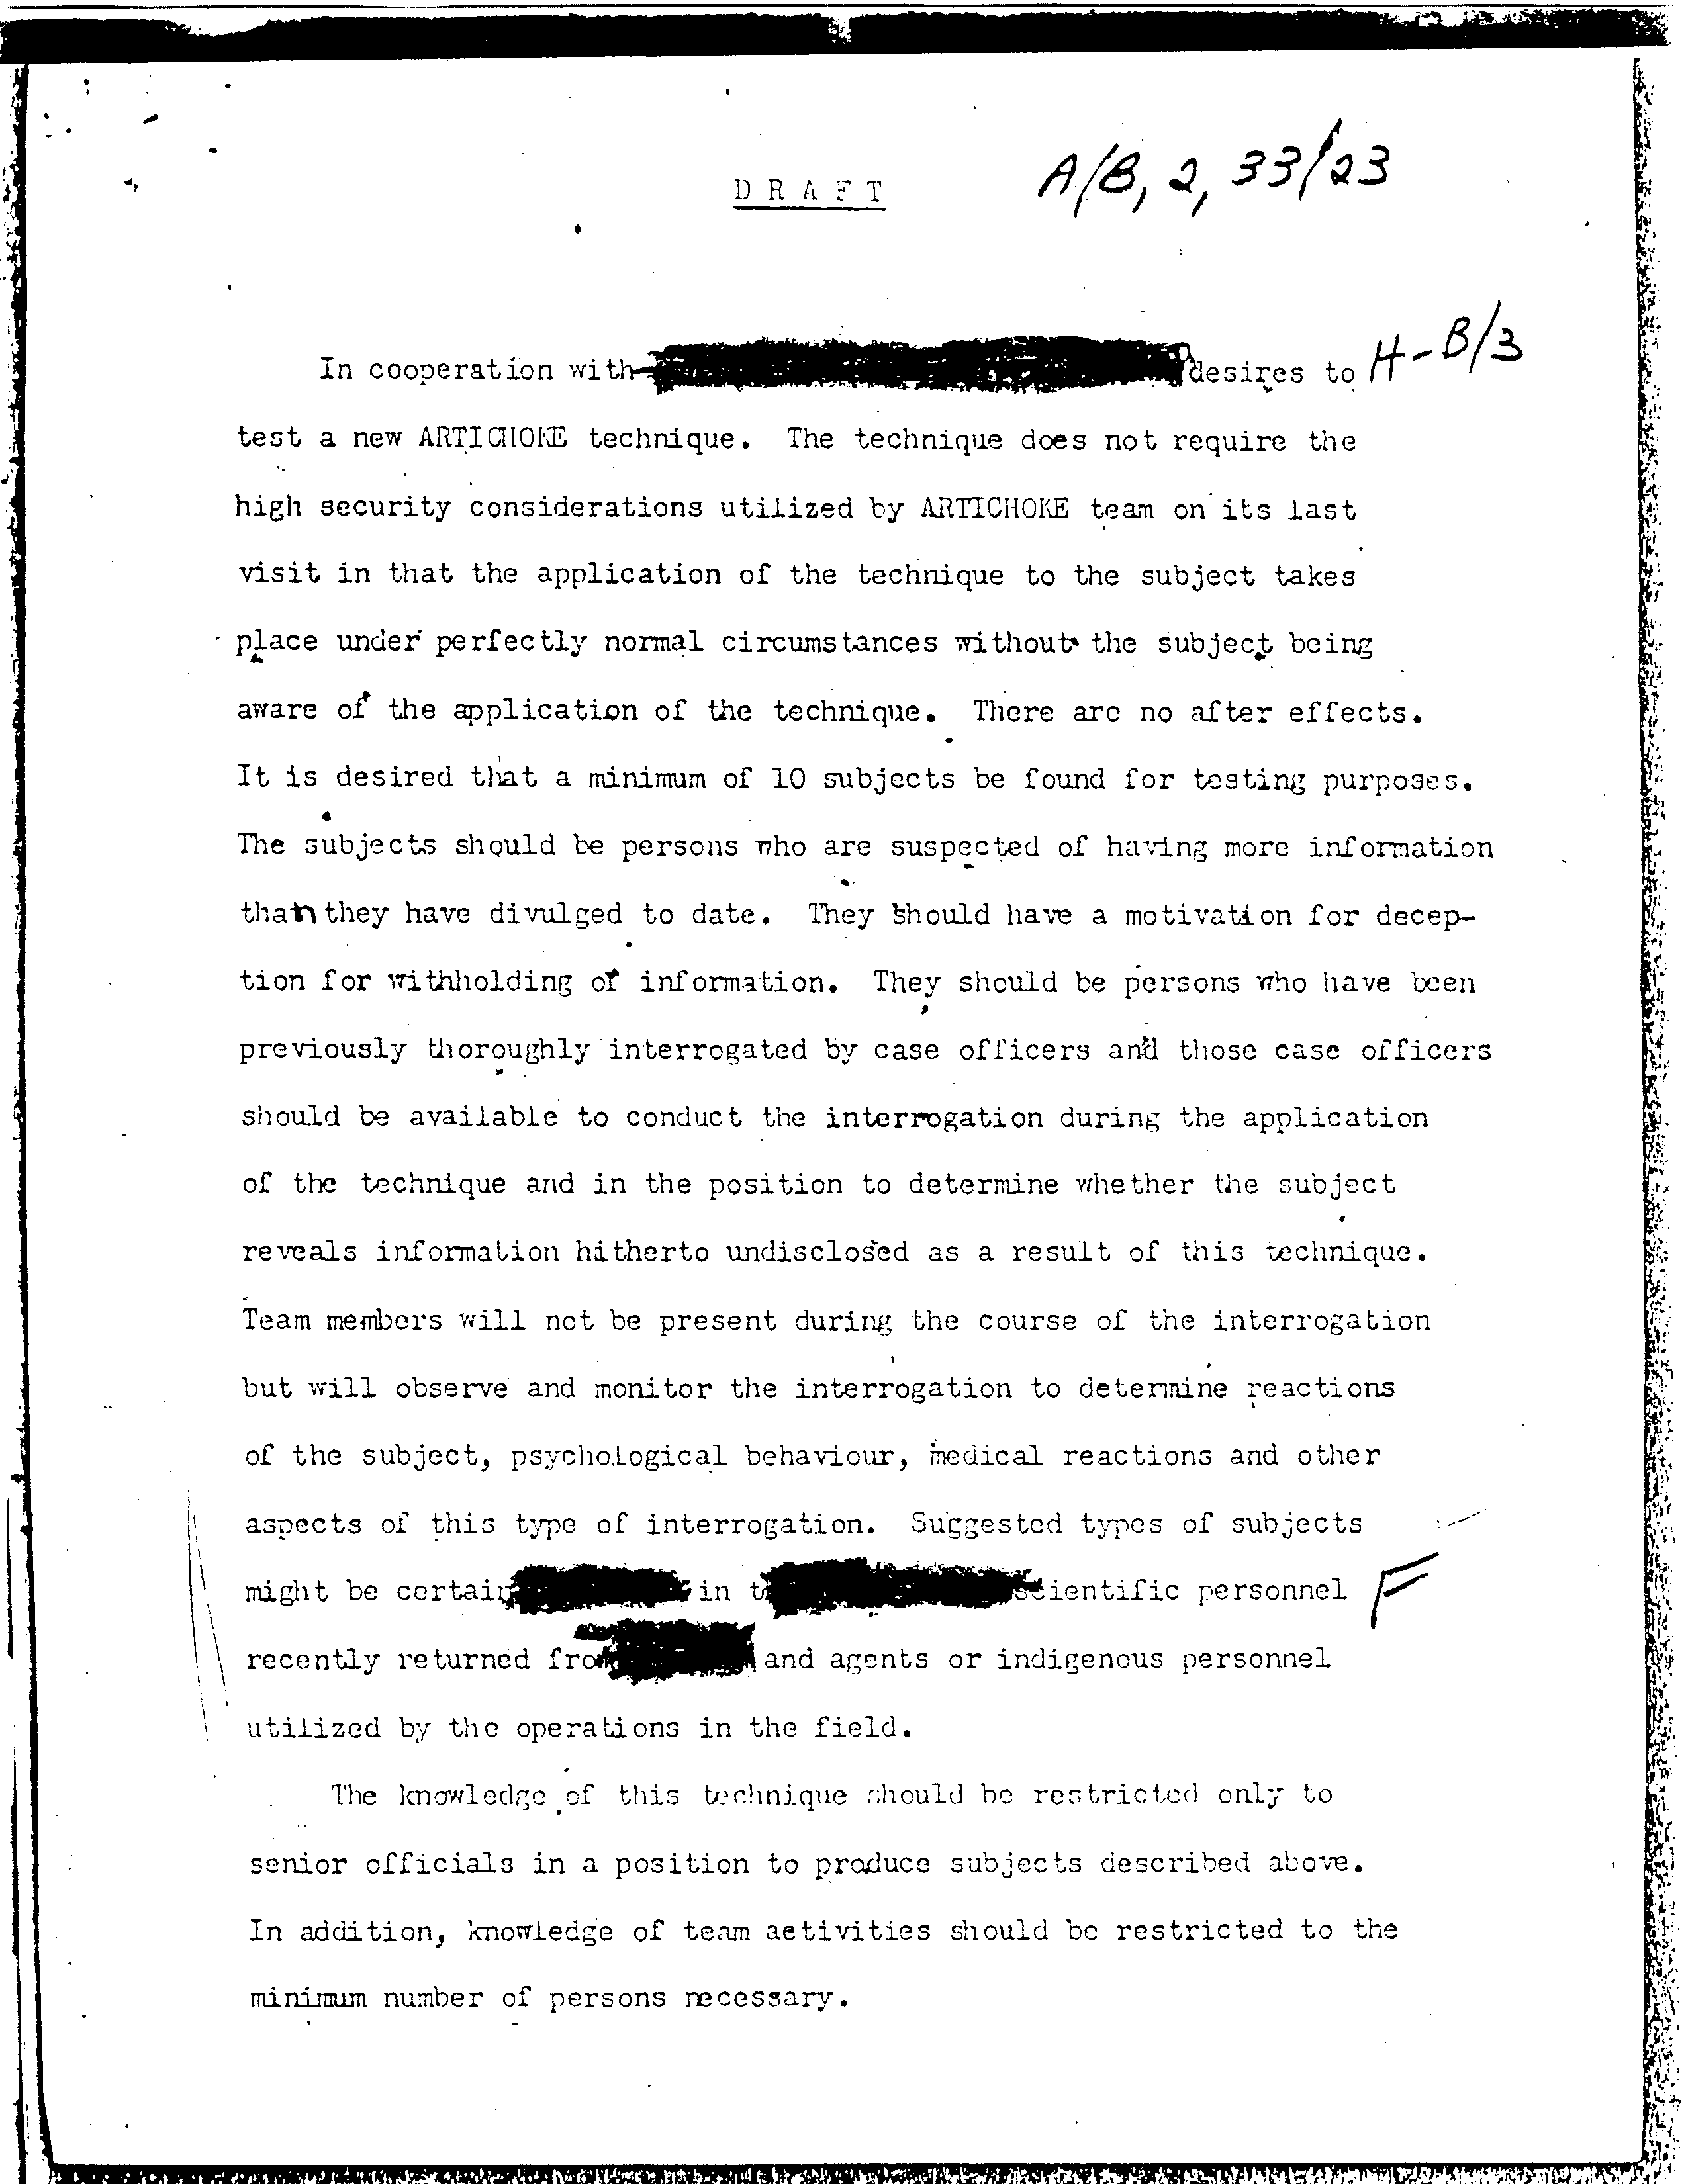 DRAFT
A/B, 2, 33/23
In cooperation with desires to H-B/3
test a new ARTICHOKE technique. The technique does not require the
high security considerations utilized by ARTICHOKE team on its last
visit in that the application of the technique to the subject takes
place under perfectly normal circumstances without the subject being
aware of the application of the technique. There are no after effects.
It is desired that a minimum of 10 subjects be found for testing purposes.
The subjects should be persons who are suspected of having more information
than they have divulged to date. They should have a motivation for decep-
tion for withholding of information. They should be persons who have been
previously thoroughly interrogated by case officers and those case officers
should be available to conduct the interrogation during the application
of the technique and in the position to determine whether the subject
reveals information hitherto undisclosed as a result of this technique.
Team members will not be present during the course of the interrogation
but will observe and monitor the interrogation to determine reactions
of the subject, psychological behaviour, medical reactions and other
aspects of this type of interrogation. Suggested types of subjects
might be certain in scientific personnel F
recently returned from and agents or indigenous personnel
utilized by the operations in the field.
The knowledge of this technique should be restricted only to
senior officials in a position to produce subjects described above.
In addition, knowledge of team activities should be restricted to the
minimum number of persons necessary.